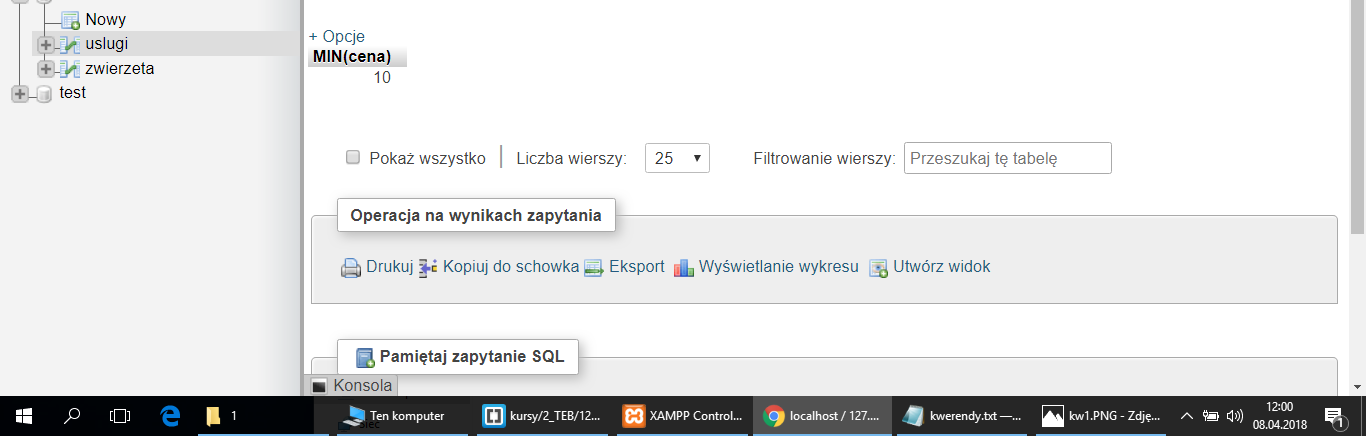 Nowy
uslugi
zwierzeta
test
+ Opcje
MIN(cena)
10
Pokaż wszystko Liczba wierszy: 25 Filtrowanie wierszy: Przeszukaj tę tabelę
Operacja na wynikach zapytania
Drukuj Kopiuj do schowka Eksport Wyświetlanie wykresu Utwórz widok
Pamiętaj zapytanie SQL
Konsola
1 Ten komputer kursy/2_TEB/12... XAMPP Control... localhost / 127.... kwerendy.txt —... kw1.PNG - Zdję... 12:00
08.04.2018 1